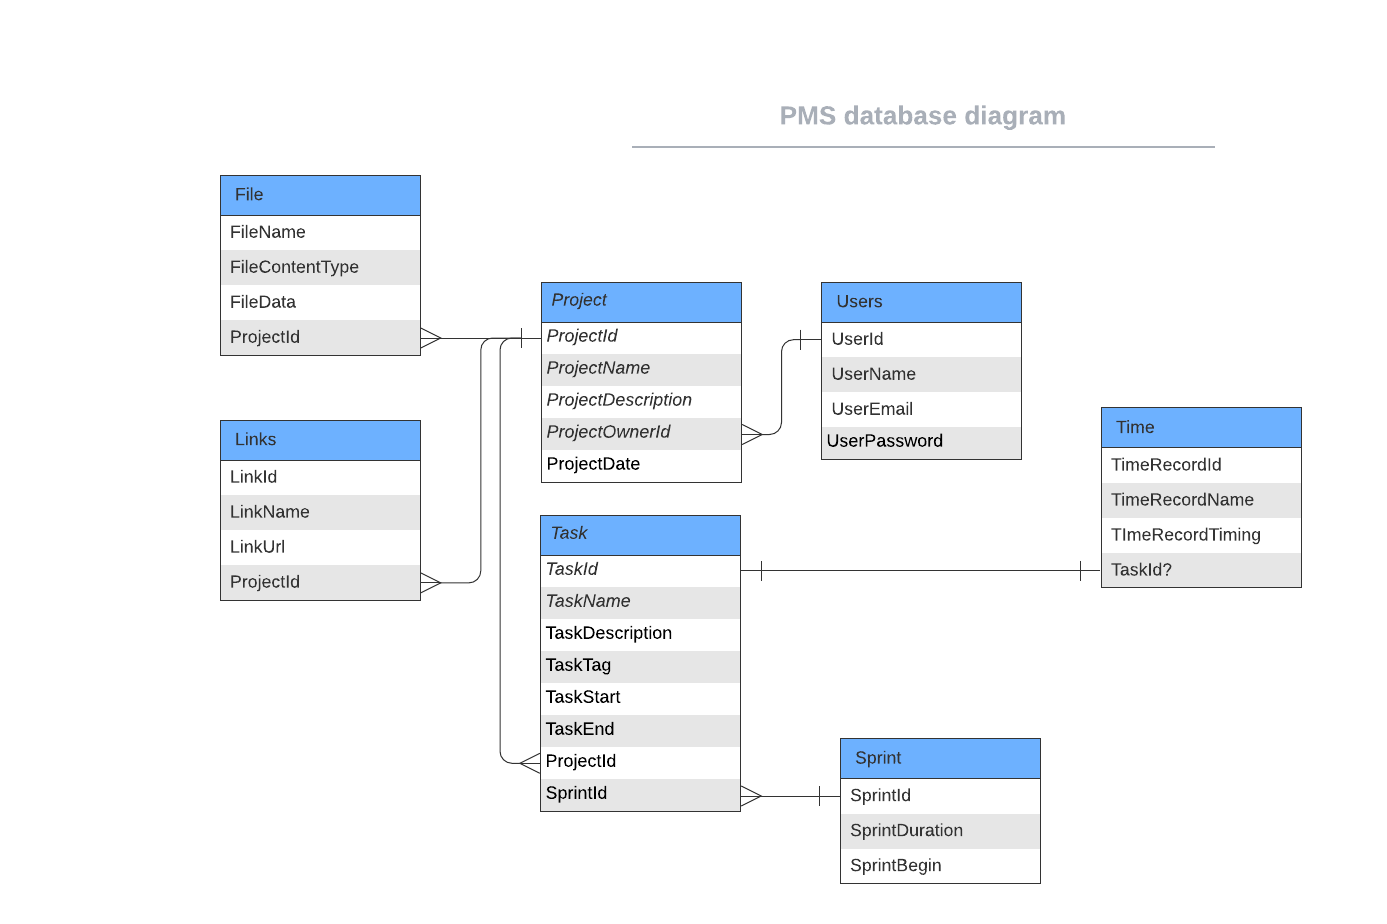 PMS database diagram
File
FileName
FileContentType
FileData
ProjectId
Links
LinkId
LinkName
LinkUrl
ProjectId
Project
ProjectId
ProjectName
ProjectDescription
ProjectOwnerId
ProjectDate
Users
UserId
UserName
UserEmail
UserPassword
Task
TaskId
TaskName
TaskDescription
TaskTag
TaskStart
TaskEnd
ProjectId
SprintId
Time
TimeRecordId
TimeRecordName
TImeRecordTiming
TaskId?
Sprint
SprintId
SprintDuration
SprintBegin